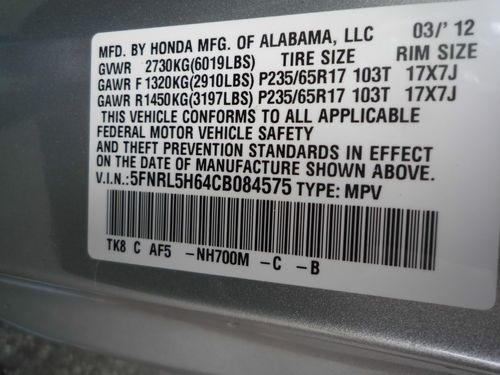 MFD. BY HONDA MFG. OF ALABAMA, LLC 03/' 12
GVWR 2730KG(6019LBS) TIRE SIZE RIM SIZE
GAWR F 1320KG(2910LBS) P235/65R17 103T 17X7J
GAWR R1450KG(3197LBS) P235/65R17 103T 17X7J
THIS VEHICLE CONFORMS TO ALL APPLICABLE
FEDERAL MOTOR VEHICLE SAFETY
AND THEFT PREVENTION STANDARDS IN EFFECT
ON THE DATE OF MANUFACTURE SHOWN ABOVE.
V.I.N.:5FNRL5H64CB084575 TYPE: MPV
TK8 C AF5 -NH700M -C -B